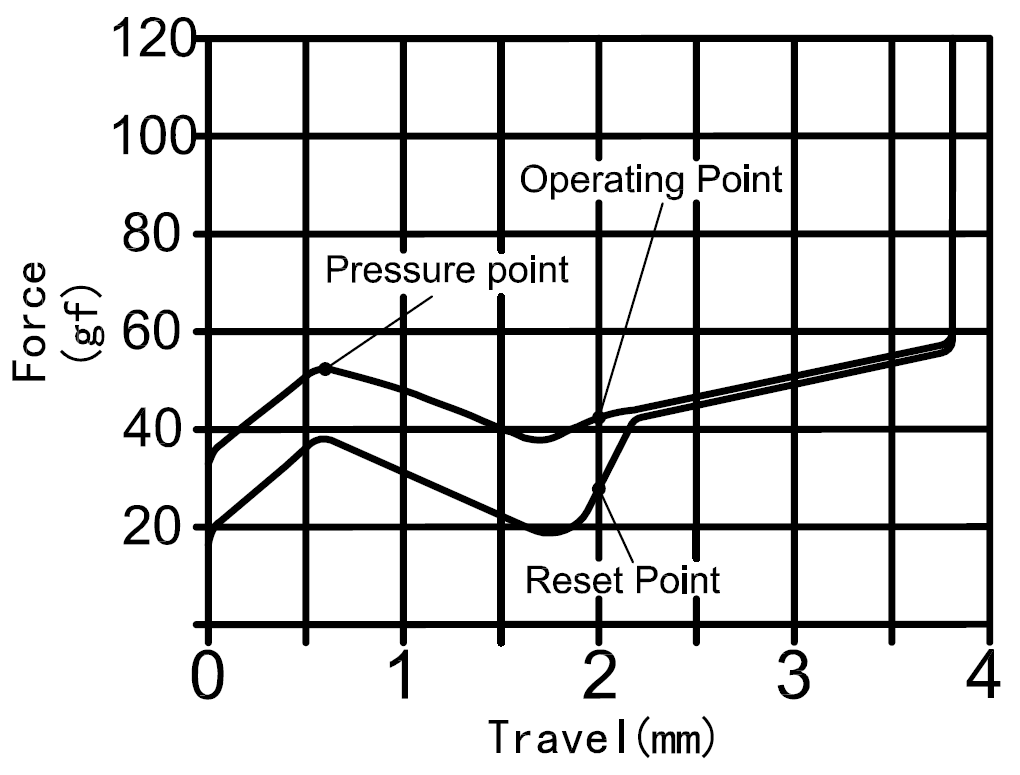 120
100
Operating Point
80
Pressure point
Force
(gf)
60
40
20
Reset Point
0 1 2 3 4
Travel(mm)